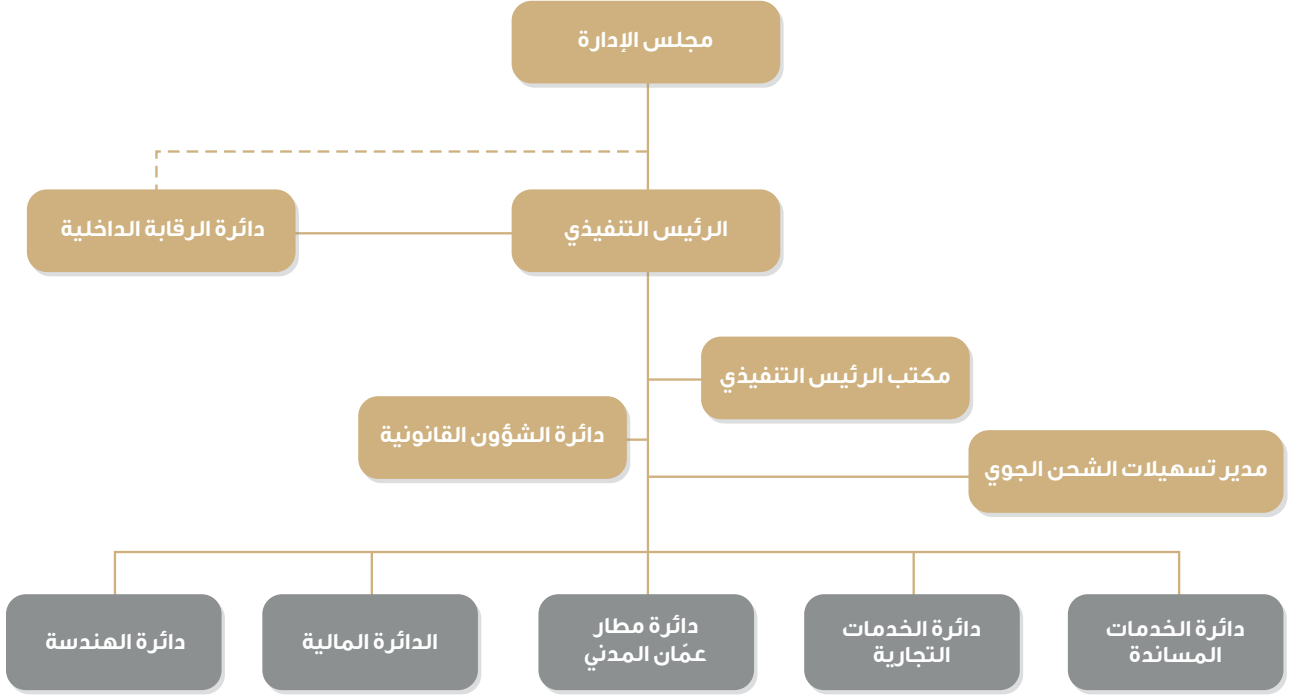 مجلس الإدارة
الرئيس التنفيذي
دائرة الرقابة الداخلية
مكتب الرئيس التنفيذي
دائرة الشؤون القانونية
مدير تسهيلات الشحن الجوي
دائرة الخدمات
المساندة
دائرة الخدمات
التجارية
دائرة مطار
عمّان المدني
الدائرة المالية
دائرة الهندسة